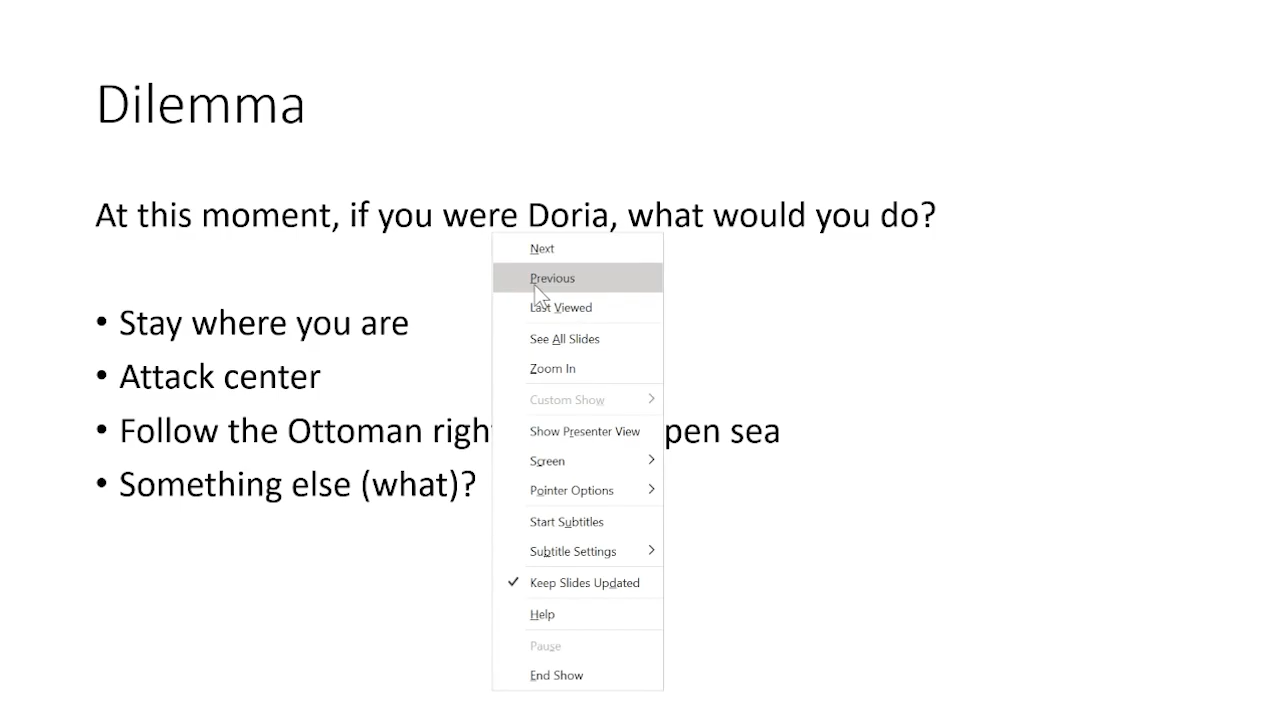 Dilemma
At this moment, if you were Doria, what would you do?
Next
Previous
Last Viewed
See All Slides
Zoom In
Custom Show
Show Presenter View
Screen
Pointer Options
Start Subtitles
Subtitle Settings
Keep Slides Updated
Help
Pause
End Show
• Stay where you are
• Attack center
• Follow the Ottoman right pen sea
• Something else (what)?